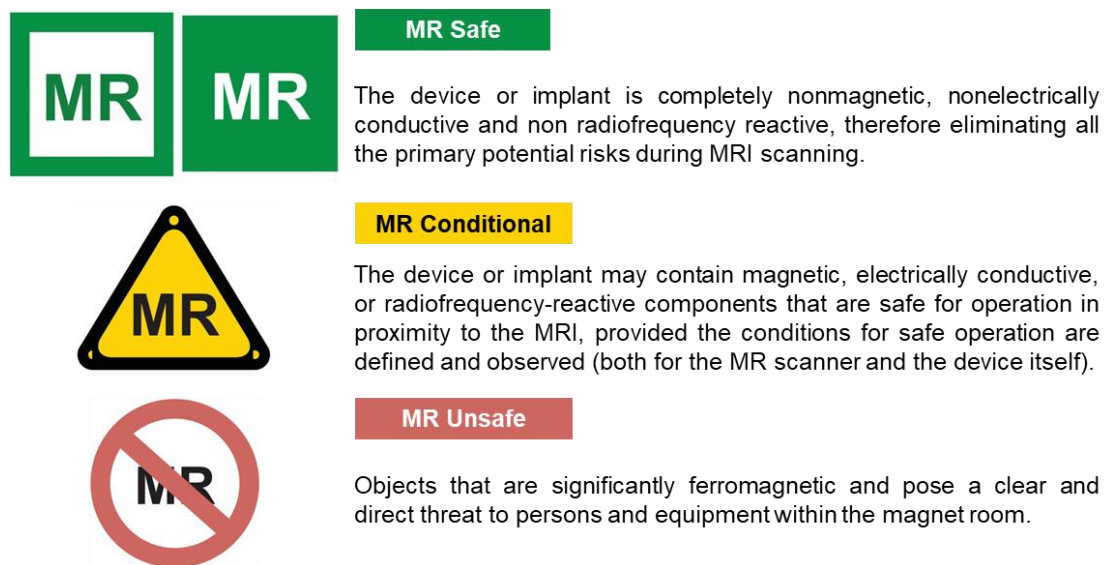 MR MR
MR Safe
The device or implant is completely nonmagnetic, nonelectrically
conductive and non radiofrequency reactive, therefore eliminating all
the primary potential risks during MRI scanning.
MR
MR Conditional
The device or implant may contain magnetic, electrically conductive,
or radiofrequency-reactive components that are safe for operation in
proximity to the MRI, provided the conditions for safe operation are
defined and observed (both for the MR scanner and the device itself).
MR
MR Unsafe
Objects that are significantly ferromagnetic and pose a clear and
direct threat to persons and equipment within the magnet room.